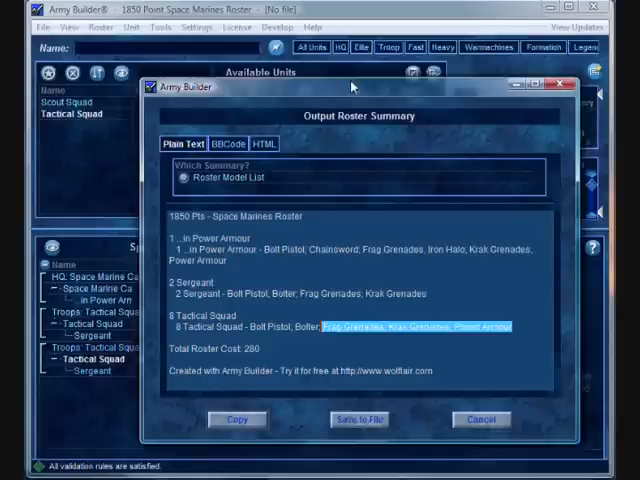 Army Builder® - 1850 Point Space Marines Roster - [No file]
File View Roster Unit Tools Settings License Develop Help View Updates
Name: All Units HQ Elite Troop Fast Heavy Warmachines Formation Legend
Available Units
Name
Scout Squad
Tactical Squad
Army Builder
Output Roster Summary
Plain Text BBCode HTML
Which Summary?
Roster Model List
1850 Pts - Space Marines Roster
1 ...in Power Armour
1 ...in Power Armour - Bolt Pistol; Chainsword; Frag Grenades, Iron Halo; Krak Grenades,
Power Armour
2 Sergeant
2 Sergeant - Bolt Pistol, Bolter; Frag Grenades; Krak Grenades
8 Tactical Squad
8 Tactical Squad - Bolt Pistol, Bolter; Frag Grenades, Krak Grenades, Power Armour
Total Roster Cost: 280
Created with Army Builder - Try it for free at http://www.wolflair.com
Copy Save to File Cancel
Name
HQ: Space Marine Ca
Space Marine Ca
...in Power Arm
Troops: Tactical Squad
Tactical Squad
Sergeant
Troops: Tactical Squad
Tactical Squad
Sergeant
All validation rules are satisfied.